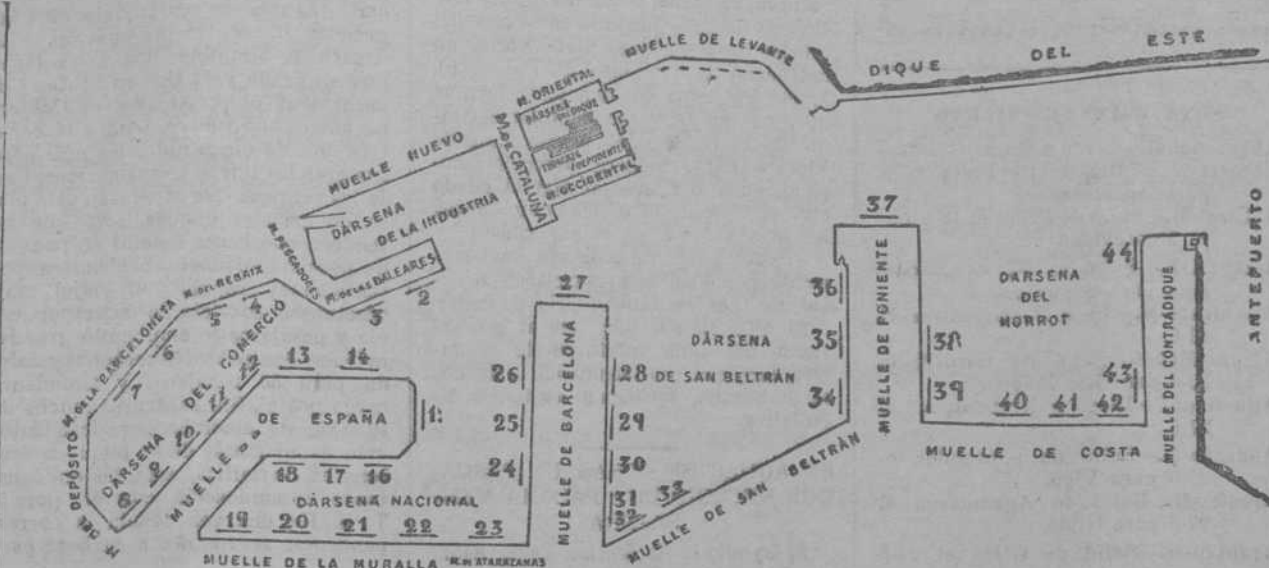 MUELLE DE LEVANTE
DIQUE DEL ESTE
M. ORIENTAL
DÁRSENA
DEL DIQUE
M. DE CATALUÑA
M. OCCIDENTAL
MUELLE NUEVO
DÁRSENA
DE LA INDUSTRIA
M. PESCADORES
M. DE LAS BALEARES
2
3
M. DEL REBAIX
4
5
6
7
M. DE LA BARCELONETA
M. DEL DEPÓSITO
DÁRSENA DEL COMERCIO
8
9
10
11
12
13
14
MUELLE
DE ESPAÑA
18
17
16
DÁRSENA NACIONAL
19
20
21
22
23
MUELLE DE LA MURALLA
M. DE ATARAZANAS
24
25
26
27
MUELLE DE BARCELONA
28
DÁRSENA
DE SAN BELTRÁN
29
30
31
32
33
MUELLE DE SAN BELTRÁN
34
35
36
37
MUELLE DE PONIENTE
38
39
40
41
42
43
44
DARSENA
DEL
MORROT
MUELLE DE COSTA
MUELLE DEL CONTRADIQUE
ANTEPUERTO